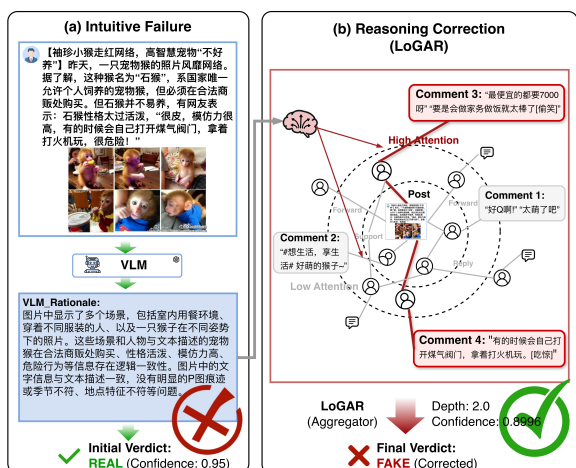 (a) Intuitive Failure
【袖珍小猴走红网络，高智慧宠物“不好
养”】昨天，一只宠物猴的照片风靡网络。
据了解，这种猴名为“石猴”，系国家唯一
允许个人饲养的宠物猴，但必须在合法商
贩处购买。但石猴并不易养，有网友表
示：石猴性格太过活泼，“很皮，模仿力很
高，有的时候会自己打开煤气阀门，拿着
打火机玩，很危险！”
VLM
VLM_Rationale:
图片中显示了多个场景，包括室内用餐环境、
穿着不同服装的人、以及一只猴子在不同姿势
下的照片。这些场景和人物与文本描述的宠物
猴在合法商贩处购买、性格活泼、模仿力高、
危险行为等信息存在逻辑一致性。图片中的文
字信息与文本描述一致，没有明显的P图痕迹
或季节不符、地点特征不符等问题。
Initial Verdict:
REAL (Confidence: 0.95)
(b) Reasoning Correction
(LoGAR)
Comment 3: “最便宜的都要7000
呀” “要是会做家务做饭就太棒了[偷笑]”
High Attention
Post
Forward
Forward
Comment 1:
“好Q啊!” “太萌了吧”
Comment 2:
“#想生活，享生
活# 好萌的猴子~”
Support
Reply
Low Attention
Comment 4: "有的时候会自己打
开煤气阀门，拿着打火机玩。[吃惊]"
LoGAR
(Aggregator)
Depth: 2.0
Confidence: 0.8996
Final Verdict:
FAKE (Corrected)